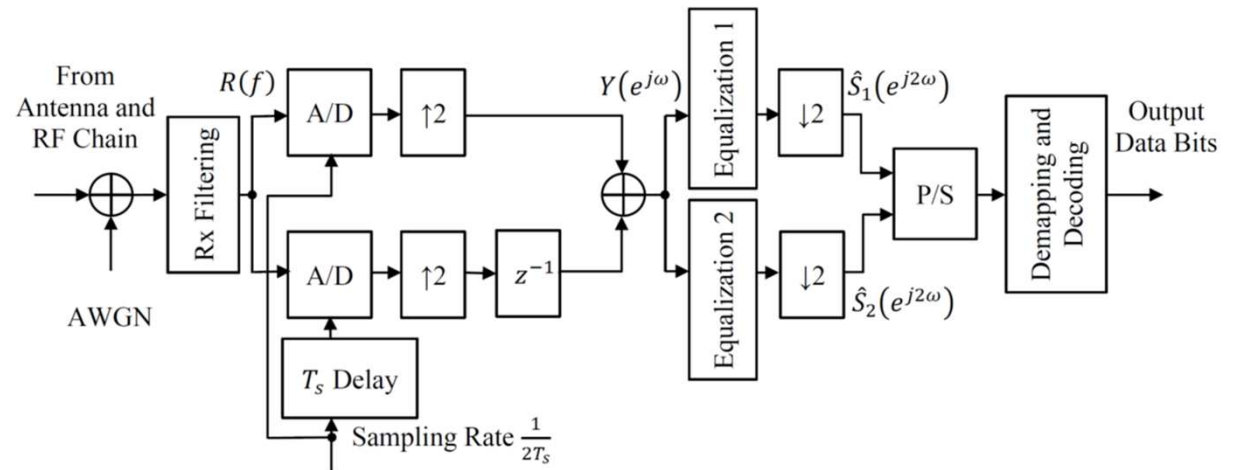 From
Antenna and
RF Chain
AWGN
Rx Filtering
R(f)
A/D
↑2
A/D
↑2
z⁻¹
T_s Delay
Sampling Rate 1/(2T_s)
Y(e^{jω})
Equalization 1
↓2
Ŝ₁(e^{j2ω})
Equalization 2
↓2
Ŝ₂(e^{j2ω})
P/S
Demapping and
Decoding
Output
Data Bits